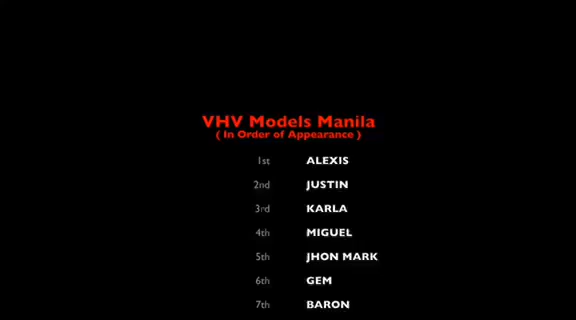 VHV Models Manila
( In Order of Appearance )
1st ALEXIS
2nd JUSTIN
3rd KARLA
4th MIGUEL
5th JHON MARK
6th GEM
7th BARON